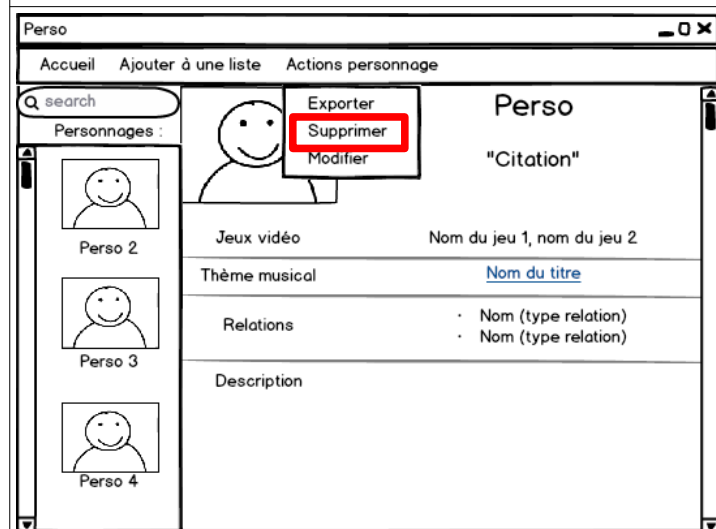 Perso
Accueil Ajouter à une liste Actions personnage
search
Personnages :
Perso 2
Perso 3
Perso 4
Exporter
Supprimer
Modifier
Perso
"Citation"
Jeux vidéo Nom du jeu 1, nom du jeu 2
Thème musical Nom du titre
Relations
· Nom (type relation)
· Nom (type relation)
Description